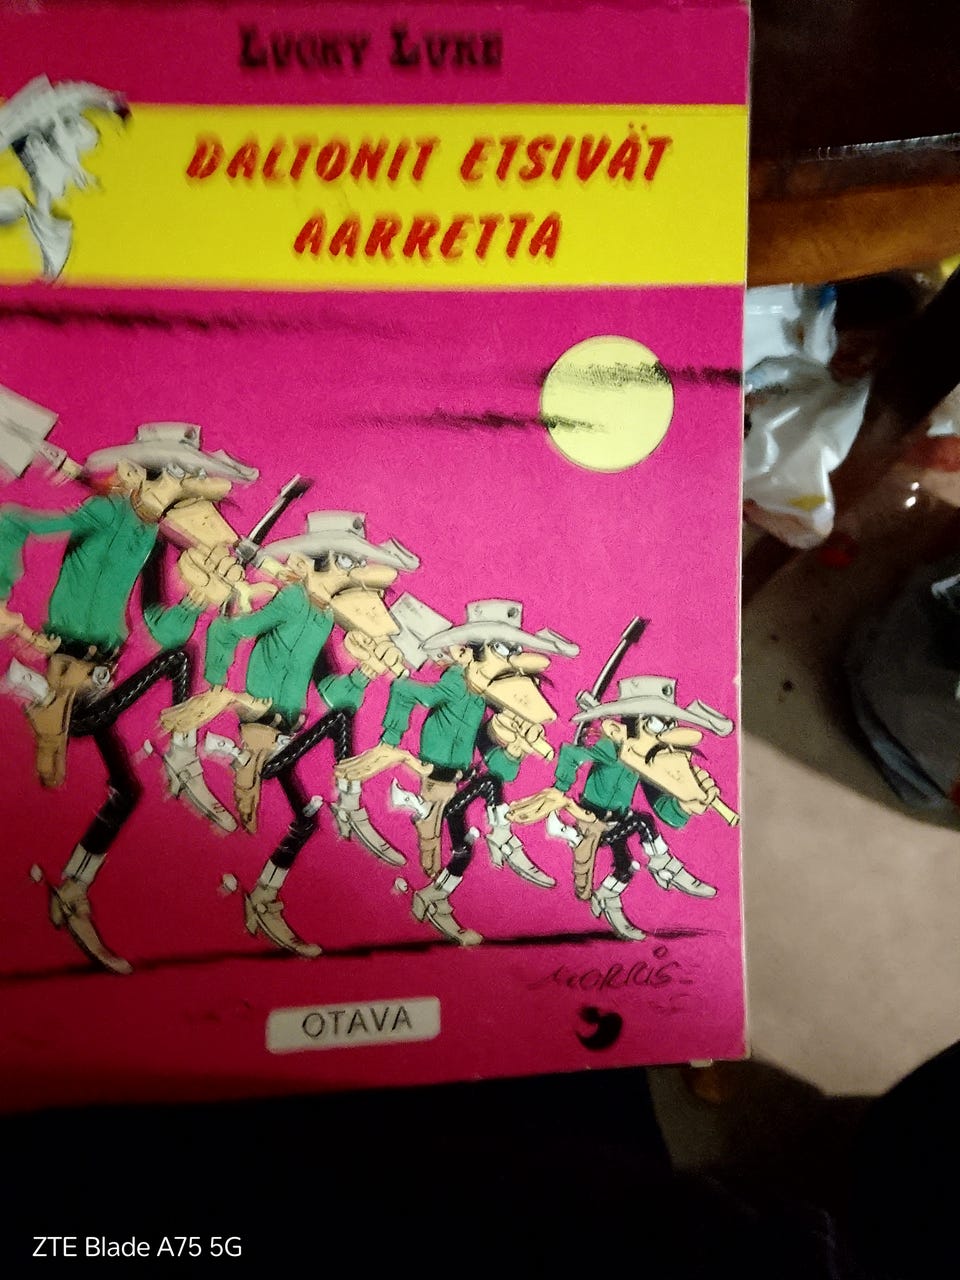 LUCKY LUKE
DALTONIT ETSIVÄT
AARRETTA
MORRIS
OTAVA
ZTE Blade A75 5G